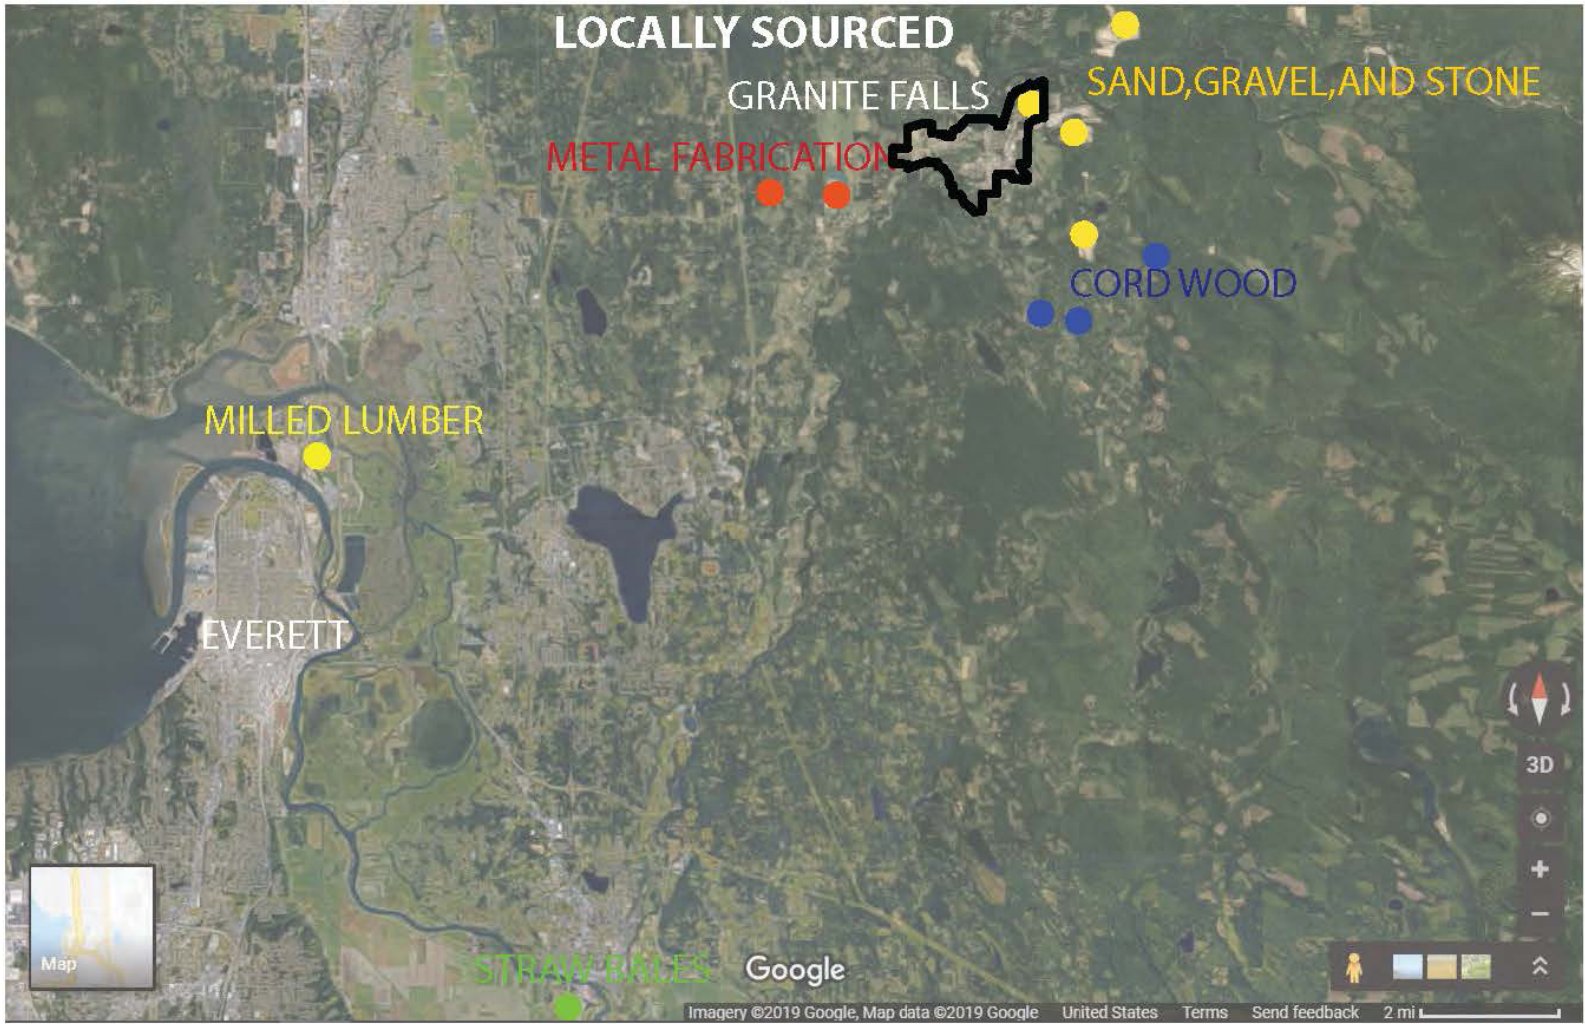 LOCALLY SOURCED
SAND,GRAVEL,AND STONE
GRANITE FALLS
METAL FABRICATION
CORD WOOD
MILLED LUMBER
EVERETT
3D
Map
STRAW BALES
Google
Imagery ©2019 Google, Map data ©2019 Google United States Terms Send feedback 2 mi